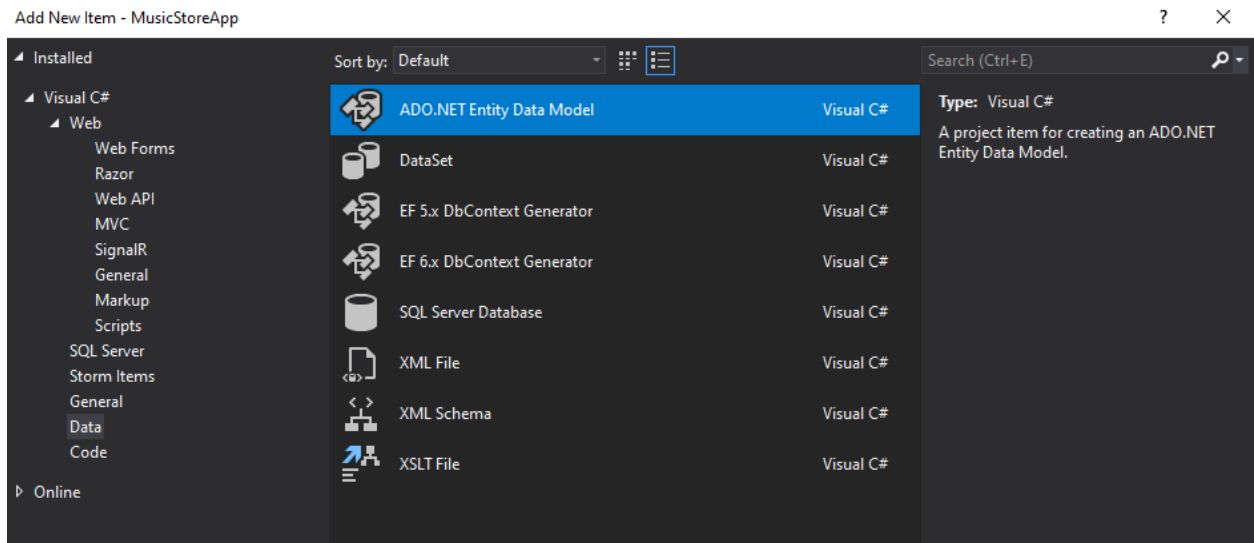 Add New Item - MusicStoreApp
?
Installed
Visual C#
Web
Web Forms
Razor
Web API
MVC
SignalR
General
Markup
Scripts
SQL Server
Storm Items
General
Data
Code
Online
Sort by: Default
ADO.NET Entity Data Model Visual C#
DataSet Visual C#
EF 5.x DbContext Generator Visual C#
EF 6.x DbContext Generator Visual C#
SQL Server Database Visual C#
XML File Visual C#
XML Schema Visual C#
XSLT File Visual C#
Search (Ctrl+E)
Type: Visual C#
A project item for creating an ADO.NET
Entity Data Model.